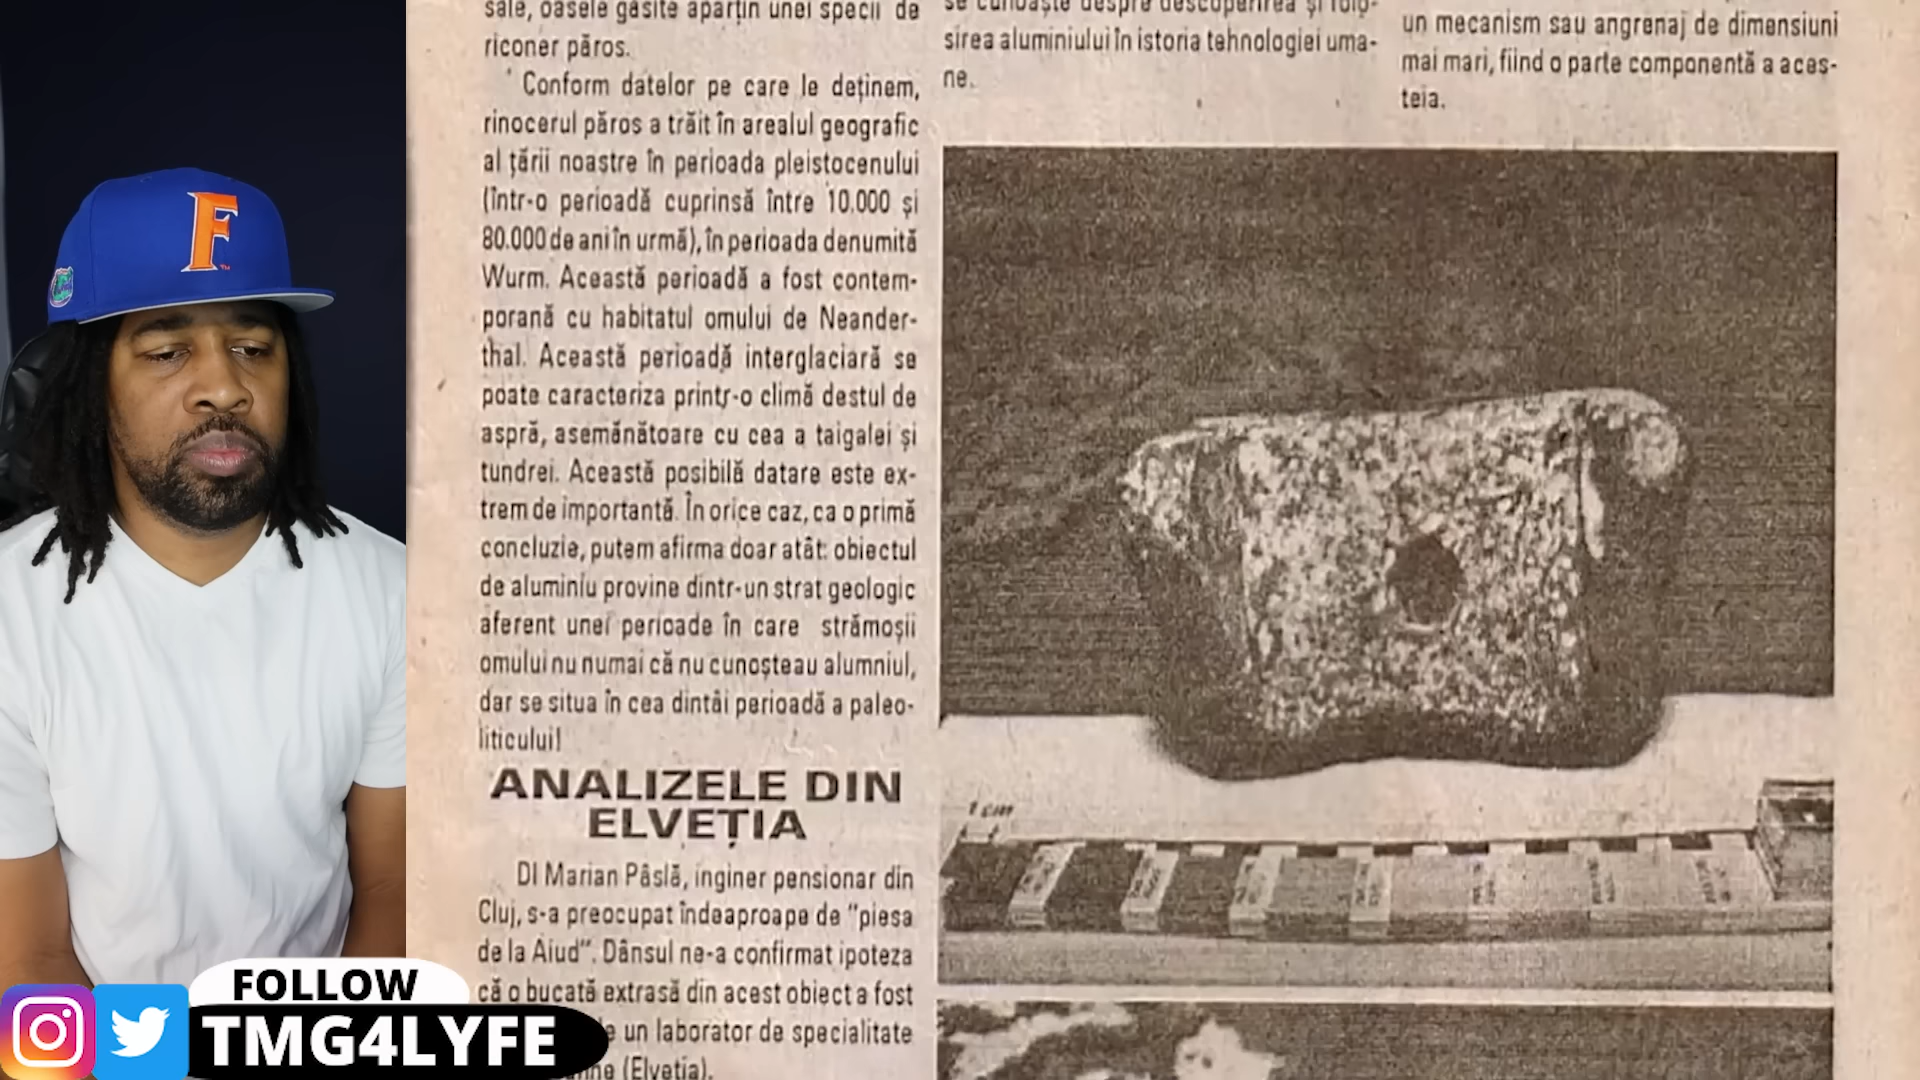 sale, oasele găsite aparțin unei specii de
riconer păros.
Conform datelor pe care le deținem,
rinocerul păros a trăit în arealul geografic
al țării noastre în perioada pleistocenului
(într-o perioadă cuprinsă între 10.000 și
80.000 de ani în urmă), în perioada denumită
Wurm. Această perioadă a fost contem-
porană cu habitatul omului de Neander-
thal. Această perioadă interglaciară se
poate caracteriza printr-o climă destul de
aspră, asemănătoare cu cea a taigalei și
tundrei. Această posibilă datare este ex-
trem de importantă. În orice caz, ca o primă
concluzie, putem afirma doar atât: obiectul
de aluminiu provine dintr-un strat geologic
aferent unei perioade în care strămoșii
omului nu numai că nu cunoșteau alumniul,
dar se situa în cea dintâi perioadă a paleo-
liticului!
ANALIZELE DIN
ELVEȚIA
Dl Marian Pâslă, inginer pensionar din
Cluj, s-a preocupat îndeaproape de "piesa
de la Aiud". Dânsul ne-a confirmat ipoteza
că o bucată extrasă din acest obiect a fost
un laborator de specialitate
(Elveția).
se cunoaște despre descoperirea și folo-
sirea aluminiului în istoria tehnologiei uma-
ne.
un mecanism sau angrenaj de dimensiuni
mai mari, fiind o parte componentă a aces-
teia.
1 cm
F
TM
FOLLOW
TMG4LYFE